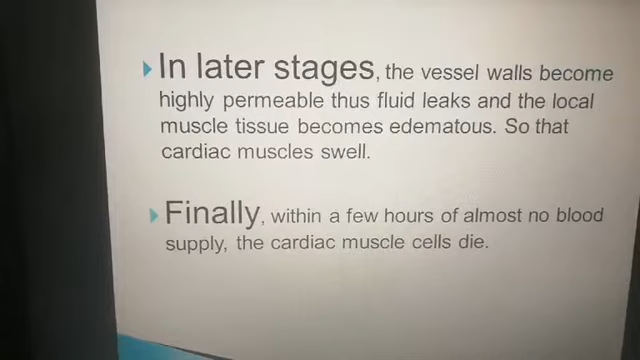 In later stages, the vessel walls become
highly permeable thus fluid leaks and the local
muscle tissue becomes edematous. So that
cardiac muscles swell.
Finally, within a few hours of almost no blood
supply, the cardiac muscle cells die.